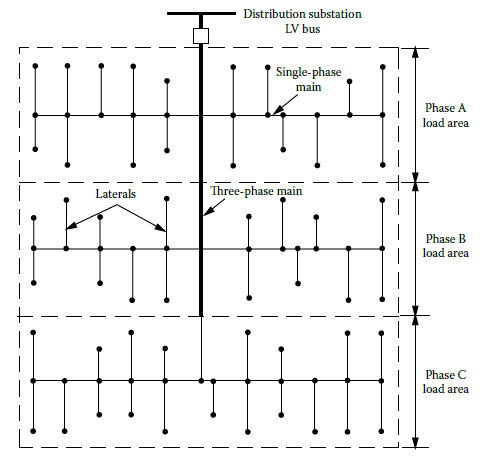 Distribution substation
LV bus
Single-phase
main
Phase A
load area
Laterals
Three-phase main
Phase B
load area
Phase C
load area